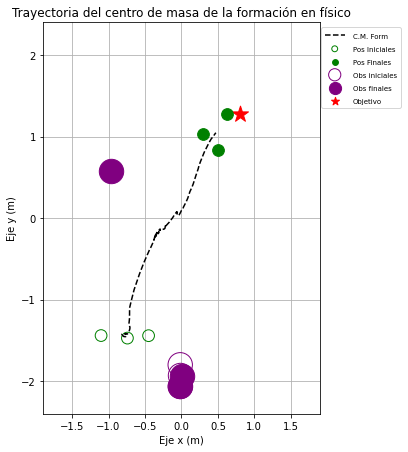 Trayectoria del centro de masa de la formación en físico
C.M. Form
Pos Iniciales
Pos Finales
Obs iniciales
Obs finales
Objetivo
Eje y (m)
2
1
0
−1
−2
−1.5 −1.0 −0.5 0.0 0.5 1.0 1.5
Eje x (m)